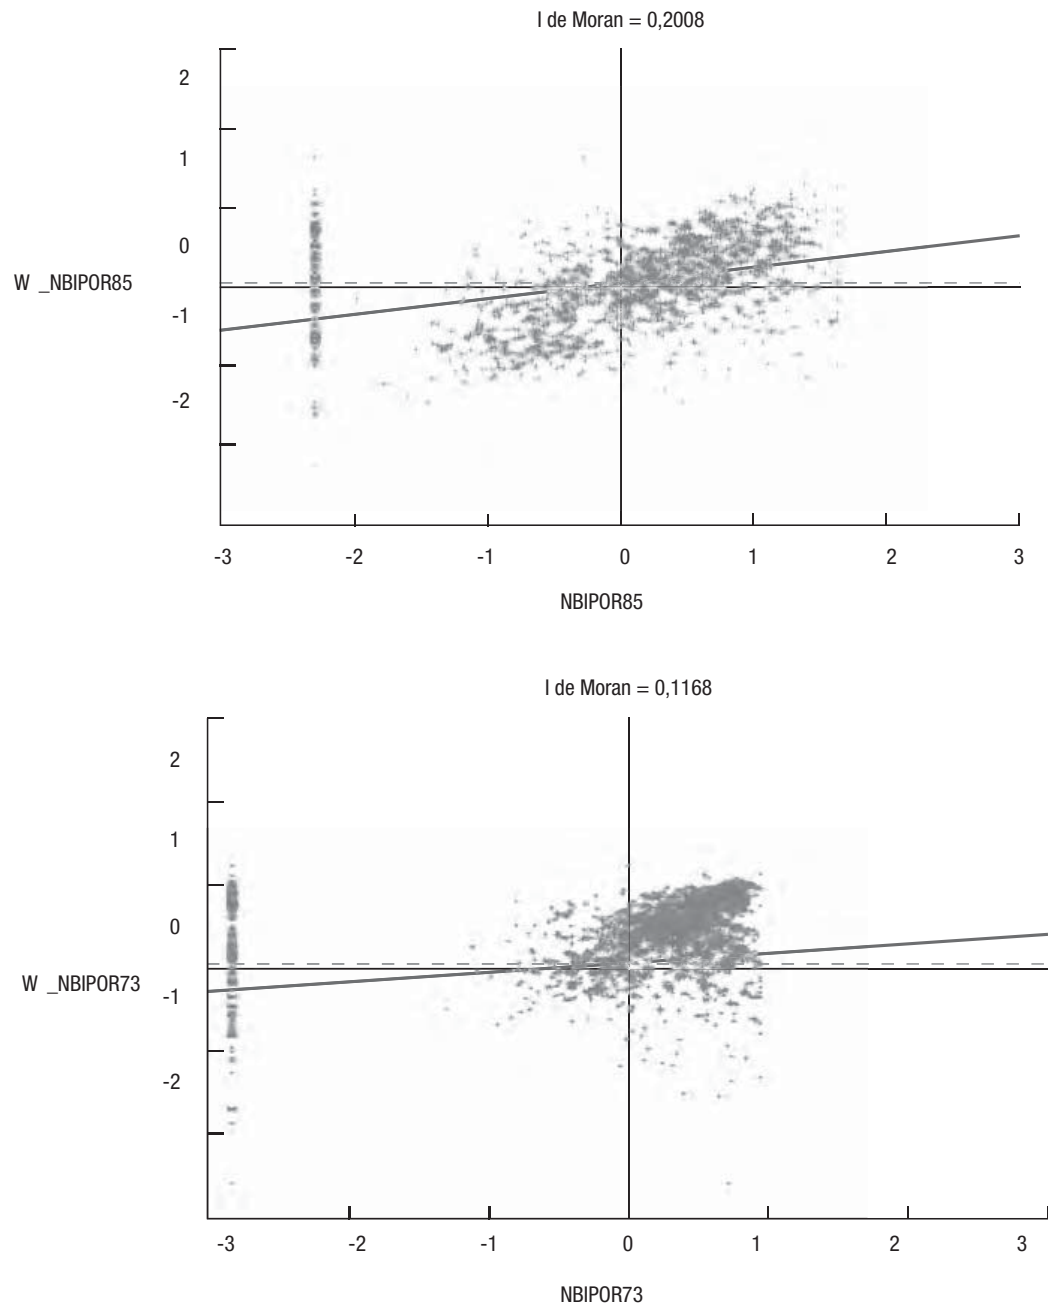 I de Moran = 0,2008
2
1
0
W _NBIPOR85
-1
-2
-3 -2 -1 0 1 2 3
NBIPOR85
I de Moran = 0,1168
2
1
0
W _NBIPOR73
-1
-2
-3 -2 -1 0 1 2 3
NBIPOR73